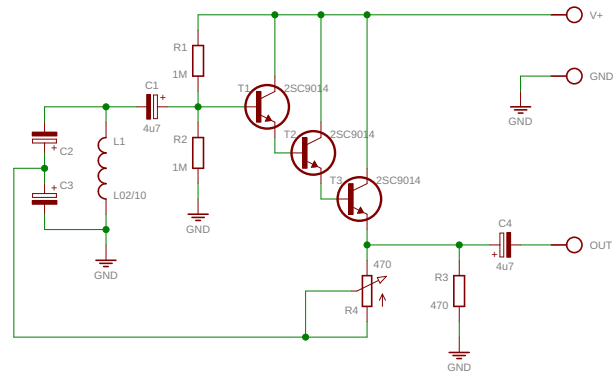 V+
R1
1M
T1
2SC9014
GND
C1
4u7
GND
T2
2SC9014
L1
R2
1M
+
C2
T3
2SC9014
+
C3
L02/10
+
GND
C4
OUT
+
4u7
GND
470
R3
470
R4
GND